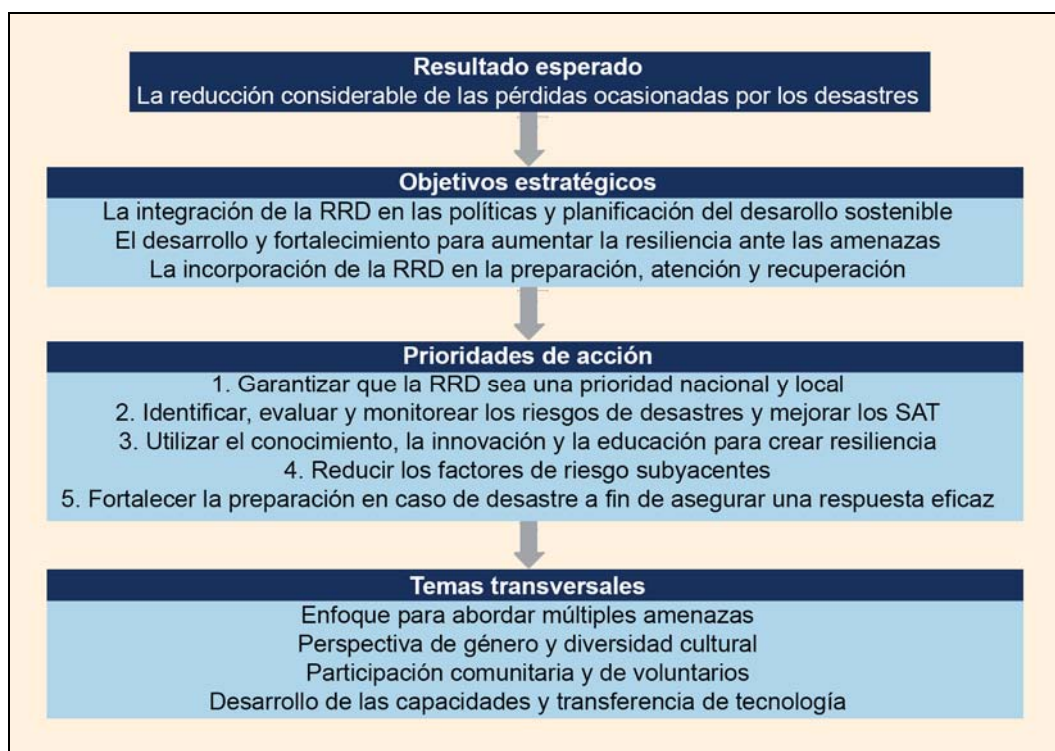 Resultado esperado
La reducción considerable de las pérdidas ocasionadas por los desastres
Objetivos estratégicos
La integración de la RRD en las políticas y planificación del desarollo sostenible
El desarrollo y fortalecimiento para aumentar la resiliencia ante las amenazas
La incorporación de la RRD en la preparación, atención y recuperación
Prioridades de acción
1. Garantizar que la RRD sea una prioridad nacional y local
2. Identificar, evaluar y monitorear los riesgos de desastres y mejorar los SAT
3. Utilizar el conocimiento, la innovación y la educación para crear resiliencia
4. Reducir los factores de riesgo subyacentes
5. Fortalecer la preparación en caso de desastre a fin de asegurar una respuesta eficaz
Temas transversales
Enfoque para abordar múltiples amenazas
Perspectiva de género y diversidad cultural
Participación comunitaria y de voluntarios
Desarrollo de las capacidades y transferencia de tecnología